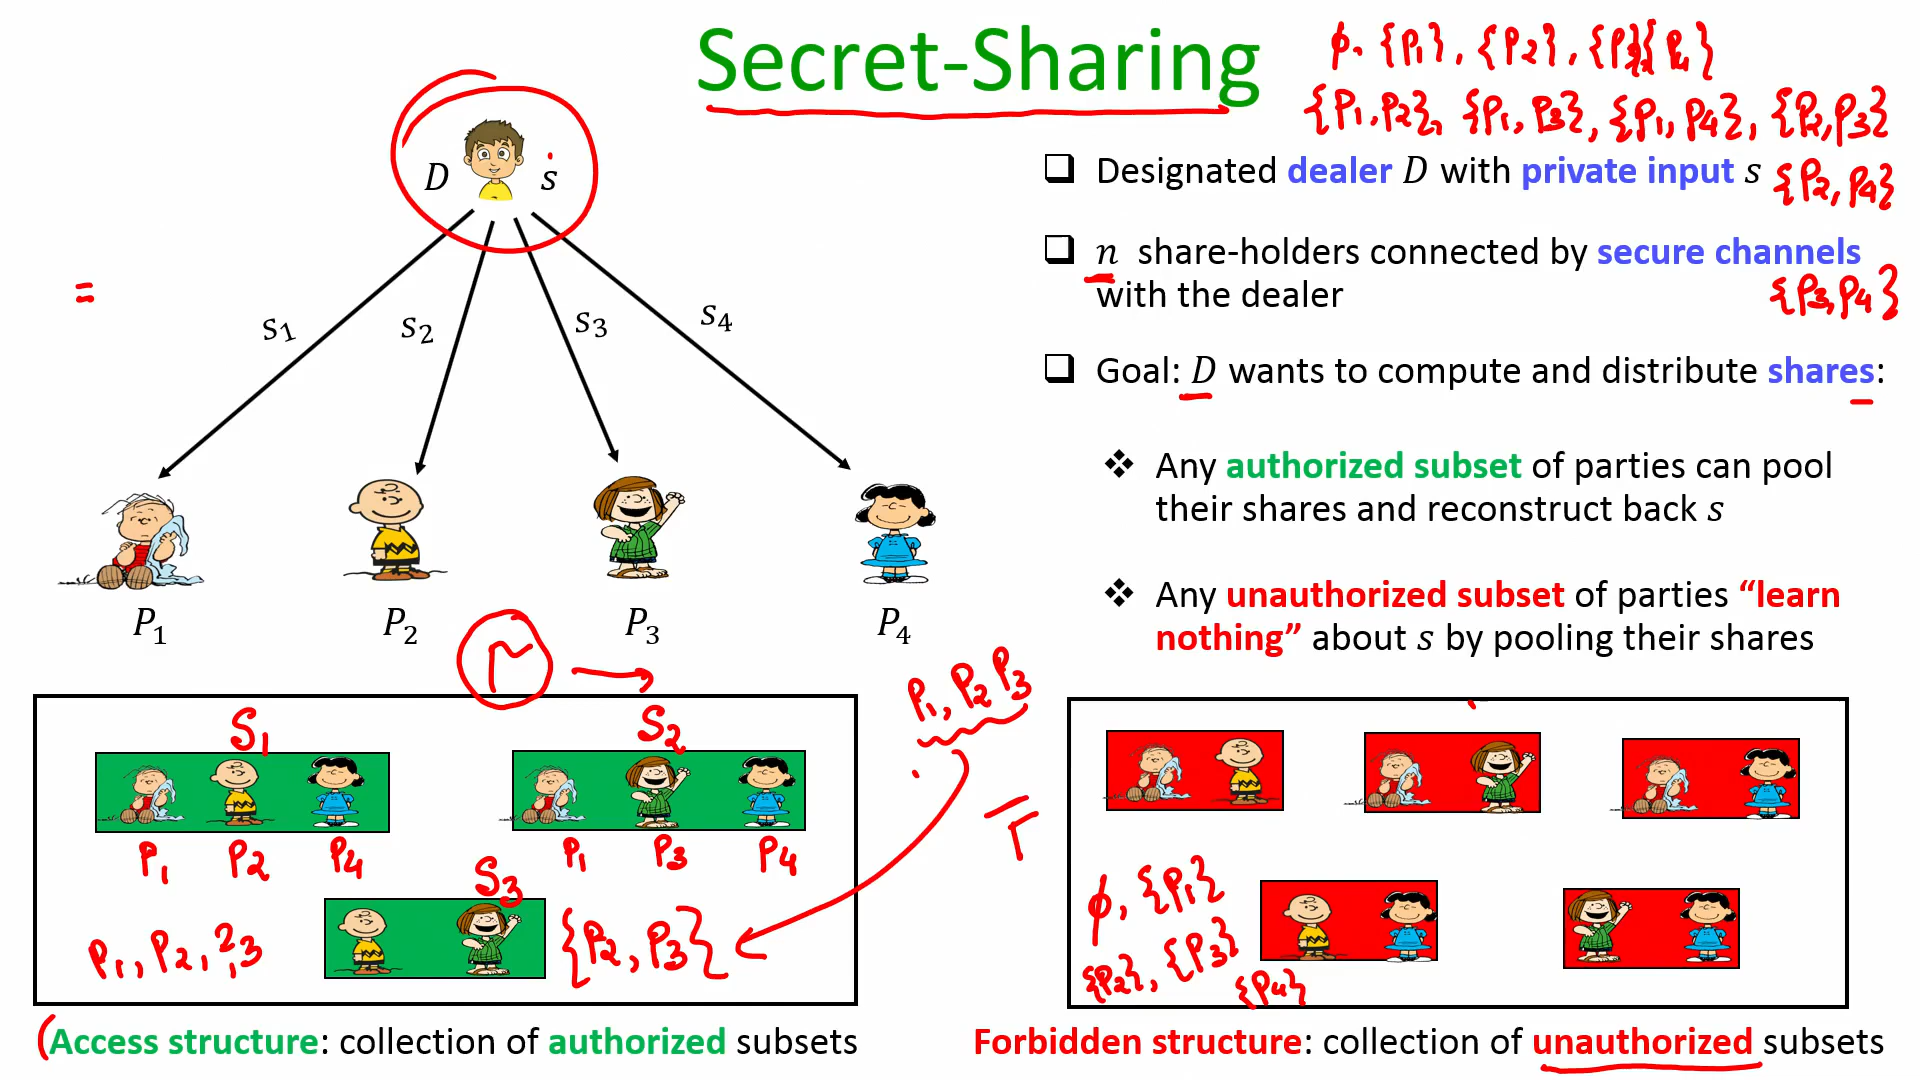 Secret-Sharing
ϕ, {P1}, {P2}, {P3}{P4}
{P1,P2}, {P1,P3}, {P1,P4}, {P2,P3}
{P2,P4}
{P3,P4}
D s
❑ Designated dealer D with private input s
❑ n share-holders connected by secure channels
with the dealer
❑ Goal: D wants to compute and distribute shares:
❖ Any authorized subset of parties can pool
their shares and reconstruct back s
❖ Any unauthorized subset of parties “learn
nothing” about s by pooling their shares
=
s1 s2 s3 s4
P1 P2 P3 P4
Γ →
P1, P2 P3
S1 S2
P1 P2 P4 P1 P3 P4
S3
{P2, P3}
Γ̅
ϕ, {P1}
{P2}, {P3}
{P4}
(Access structure: collection of authorized subsets
Forbidden structure: collection of unauthorized subsets